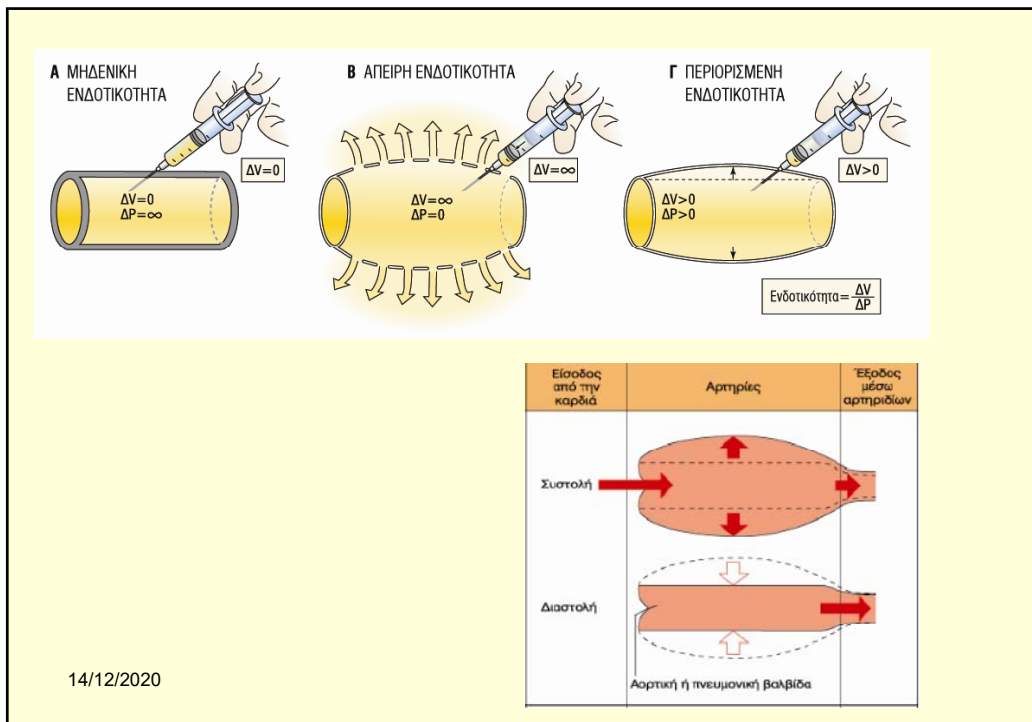 Α ΜΗΔΕΝΙΚΗ
ΕΝΔΟΤΙΚΟΤΗΤΑ
ΔV=0
ΔV=0
ΔP=∞
Β ΑΠΕΙΡΗ ΕΝΔΟΤΙΚΟΤΗΤΑ
ΔV=∞
ΔV=∞
ΔP=0
Γ ΠΕΡΙΟΡΙΣΜΕΝΗ
ΕΝΔΟΤΙΚΟΤΗΤΑ
ΔV>0
ΔV>0
ΔP>0
Ενδοτικότητα=ΔV/ΔP
Είσοδος
από την
καρδιά
Αρτηρίες
Έξοδος
μέσω
αρτηριδίων
Συστολή
Διαστολή
Αορτική ή πνευμονική βαλβίδα
14/12/2020